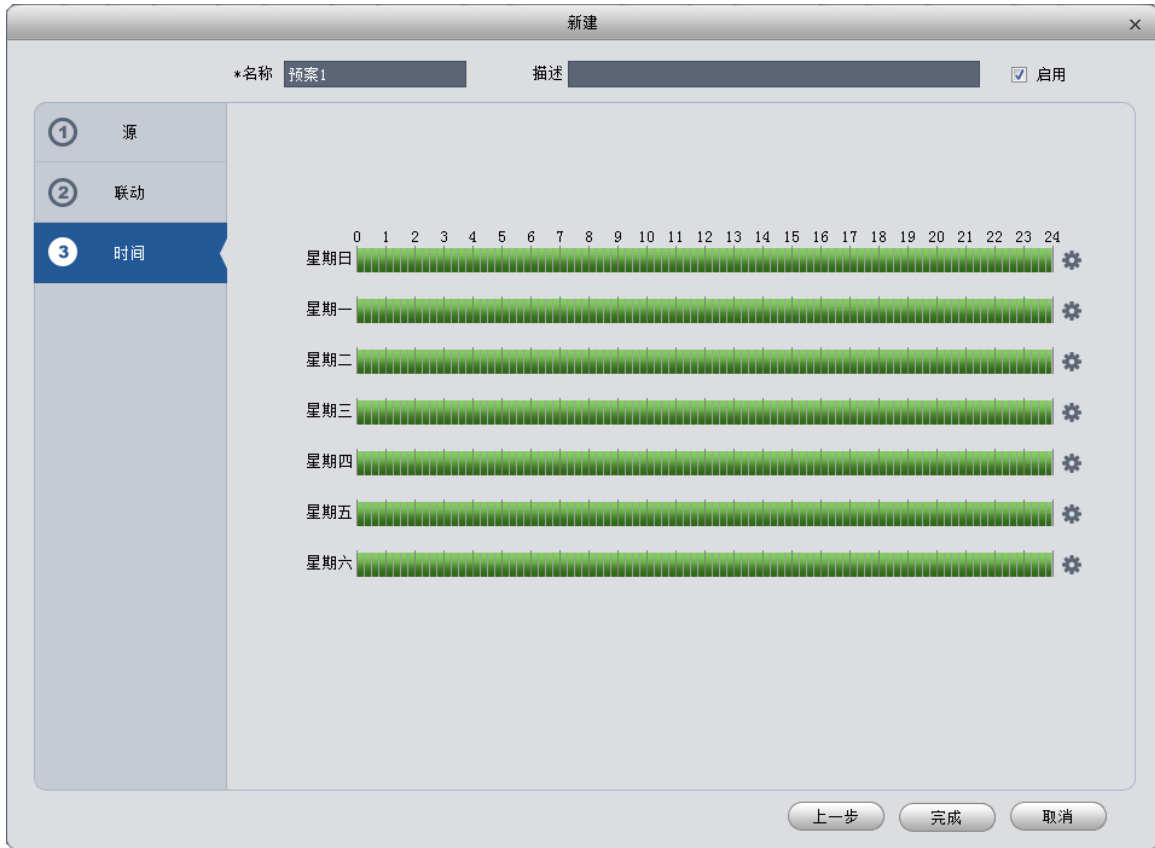 新建
*名称 预案1 描述 启用
1 源
2 联动
3 时间
0 1 2 3 4 5 6 7 8 9 10 11 12 13 14 15 16 17 18 19 20 21 22 23 24
星期日
星期一
星期二
星期三
星期四
星期五
星期六
上一步 完成 取消